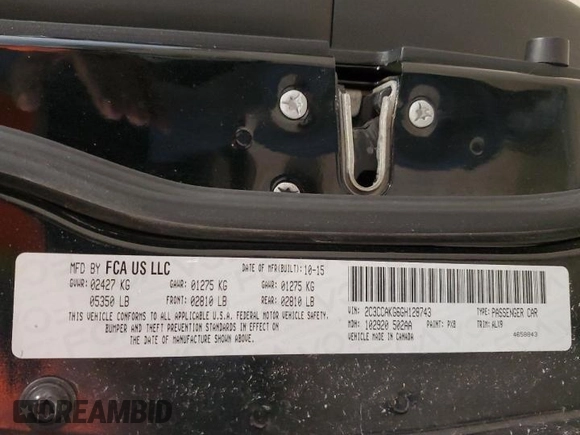 MFD BY FCA US LLC DATE OF MFR(BUILT): 10-15
GVWR: 02427 KG GAWR: 01275 KG GAWR: 01275 KG
05350 LB FRONT: 02810 LB REAR: 02810 LB
THIS VEHICLE CONFORMS TO ALL APPLICABLE U.S.A. FEDERAL MOTOR VEHICLE SAFETY,
BUMPER AND THEFT PREVENTION STANDARDS IN EFFECT ON
THE DATE OF MANUFACTURE SHOWN ABOVE.
VIN: 2C3CCAKG6GH128743 TYPE: PASSENGER CAR
MDH: 102920 502AA PAINT: PX8 TRIM: ALX9
VEHICLE MADE IN CANADA 4658843
DREAMBID